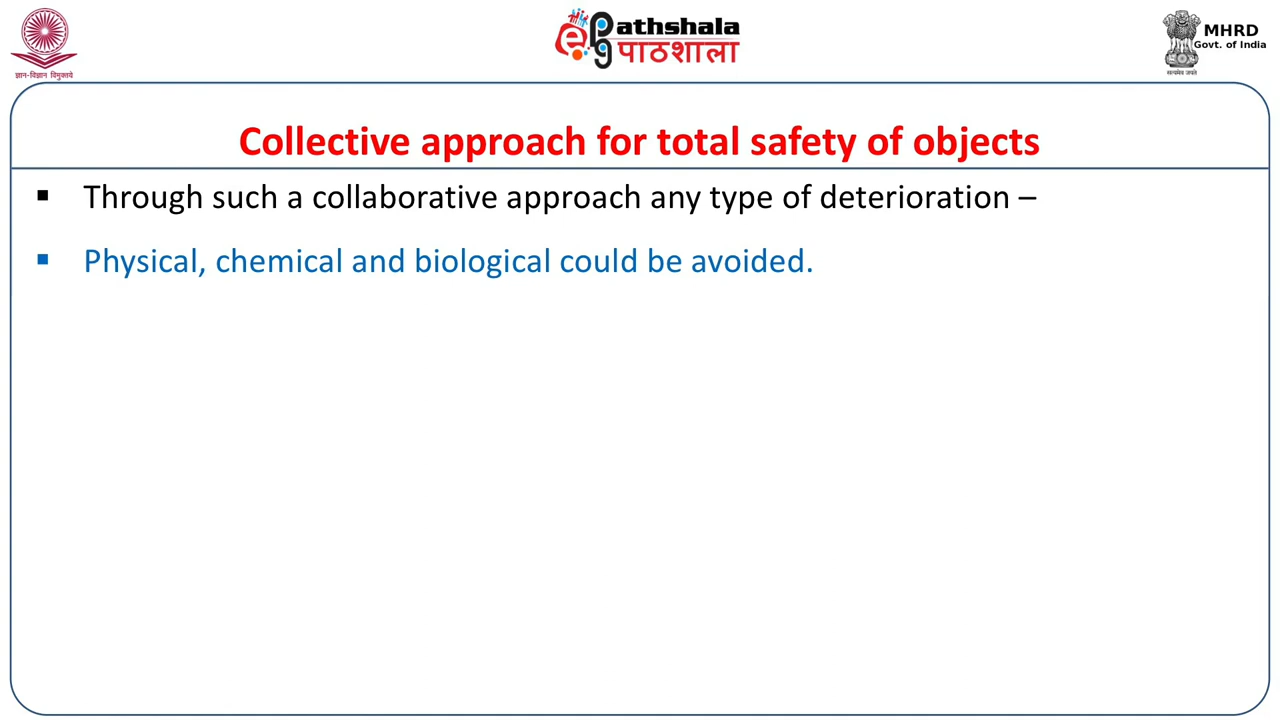 ज्ञान-विज्ञान विमुक्तये
ePG Pathshala
पाठशाला
MHRD
Govt. of India
सत्यमेव जयते
Collective approach for total safety of objects
▪ Through such a collaborative approach any type of deterioration –
▪ Physical, chemical and biological could be avoided.